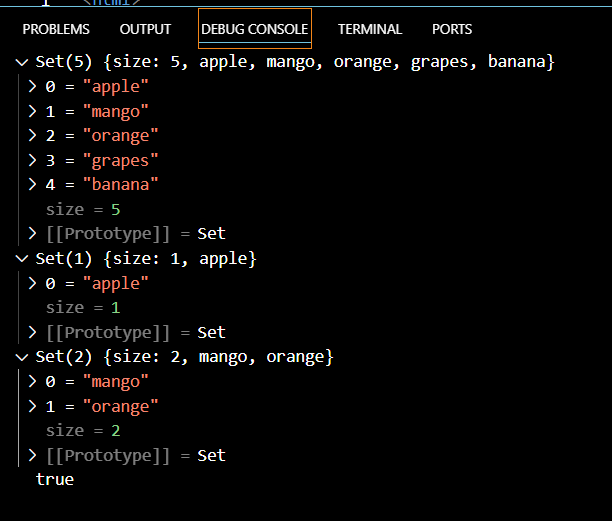 1 <html>
PROBLEMS OUTPUT DEBUG CONSOLE TERMINAL PORTS
Set(5) {size: 5, apple, mango, orange, grapes, banana}
0 = "apple"
1 = "mango"
2 = "orange"
3 = "grapes"
4 = "banana"
size = 5
[[Prototype]] = Set
Set(1) {size: 1, apple}
0 = "apple"
size = 1
[[Prototype]] = Set
Set(2) {size: 2, mango, orange}
0 = "mango"
1 = "orange"
size = 2
[[Prototype]] = Set
true